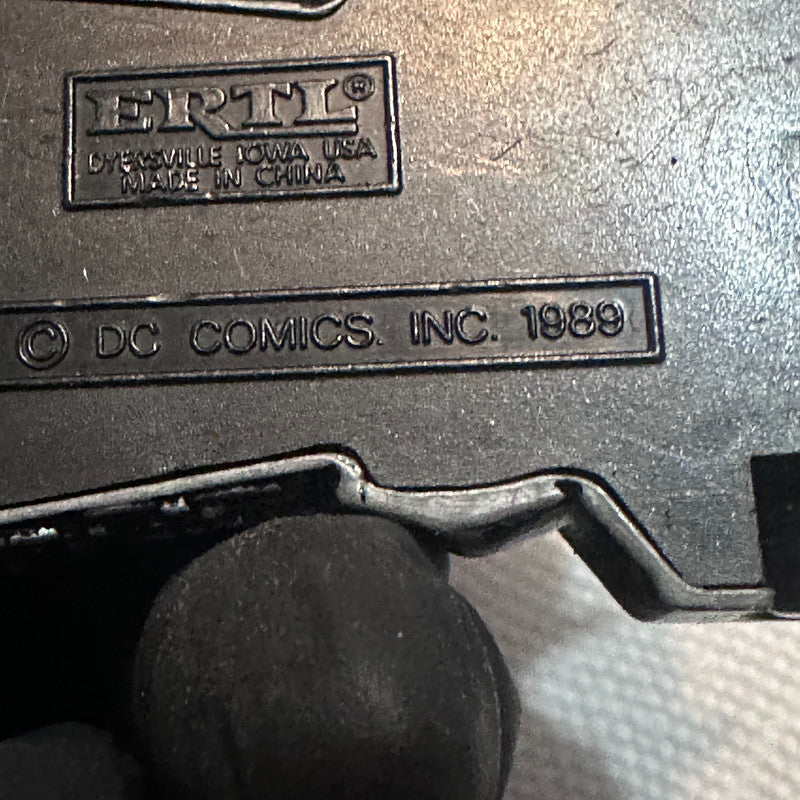 ERTL®
DYERSVILLE IOWA USA
MADE IN CHINA
© DC COMICS. INC. 1989